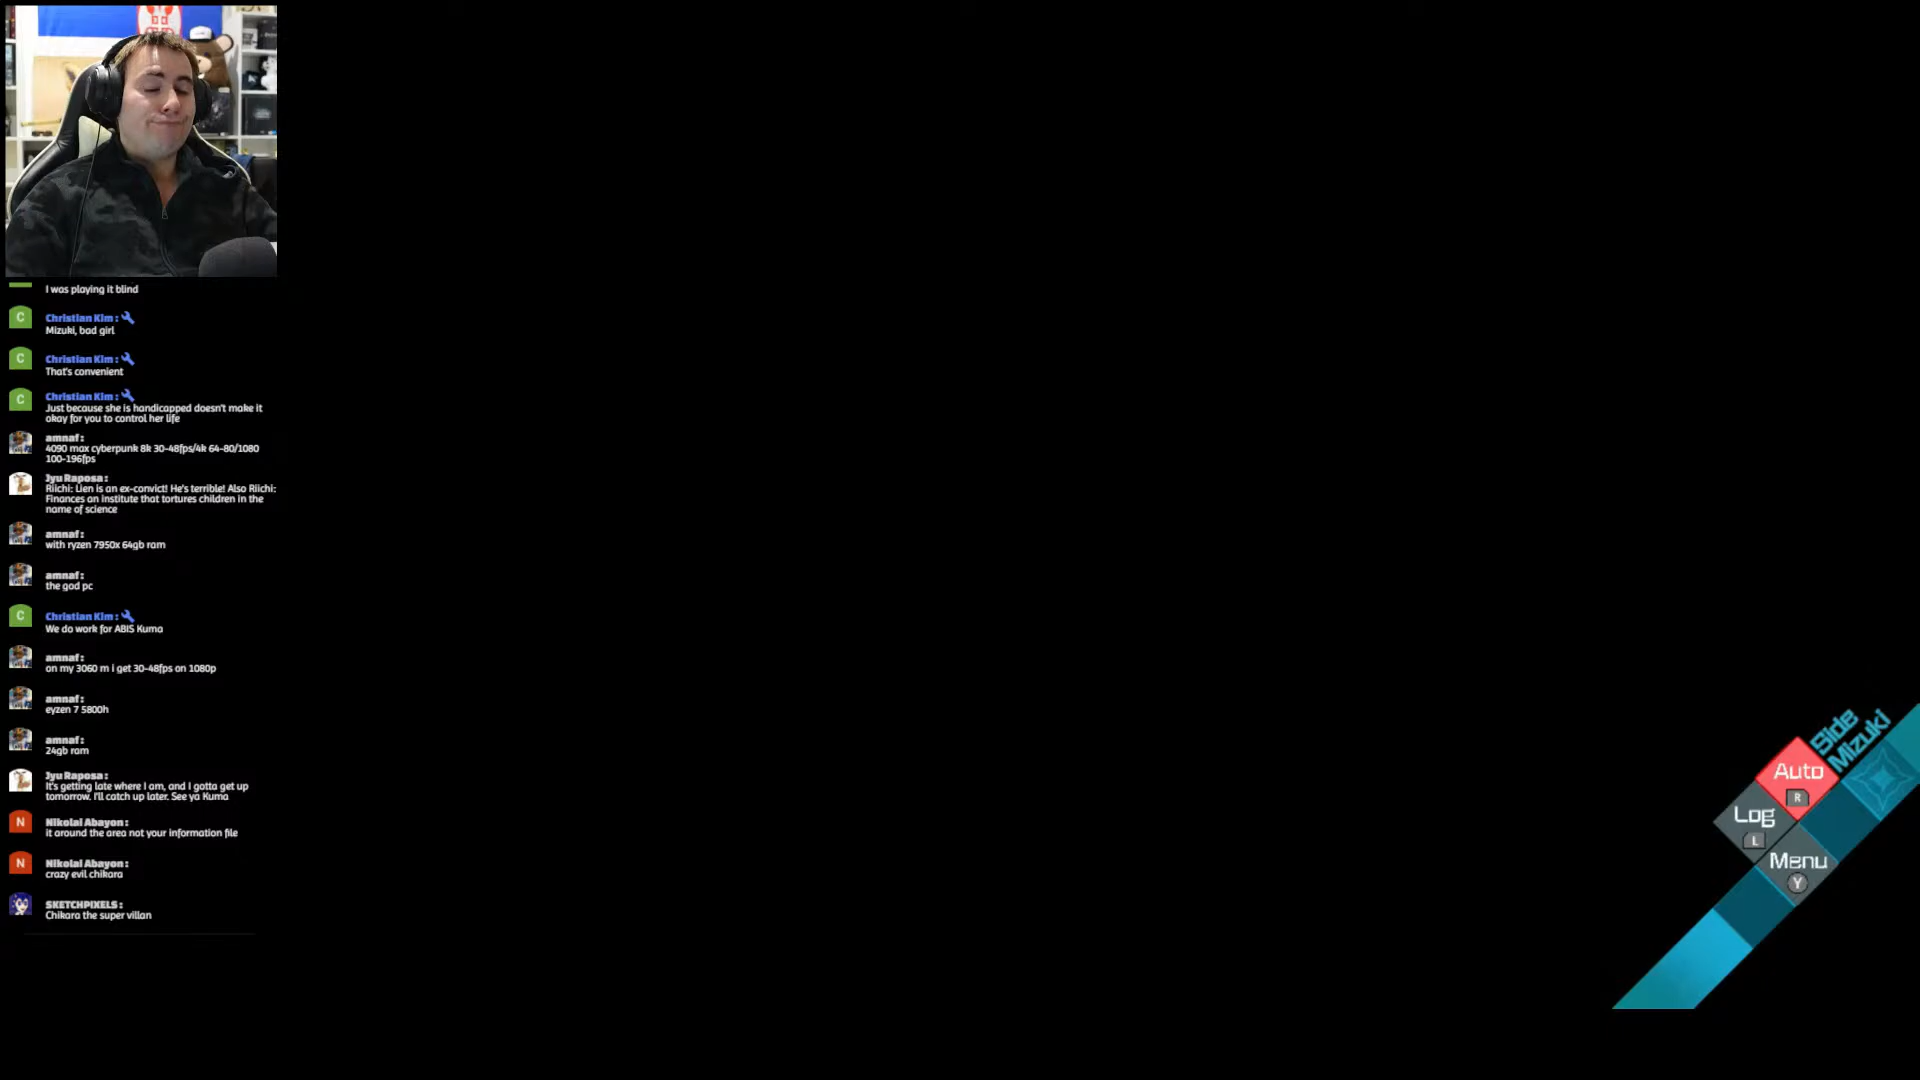 I was playing it blind
C
Christian Kim :
Mizuki, bad girl
C
Christian Kim :
That's convenient
C
Christian Kim :
Just because she is handicapped doesn't make it
okay for you to control her life
amnaf :
4090 max cyberpunk 8k 30-48fps/4k 64-80/1080
100-196fps
Jyu Raposa :
Riichi: Lien is an ex-convict! He's terrible! Also Riichi:
Finances an institute that tortures children in the
name of science
amnaf :
with ryzen 7950x 64gb ram
amnaf :
the god pc
C
Christian Kim :
We do work for ABIS Kuma
amnaf :
on my 3060 m i get 30-48fps on 1080p
amnaf :
eyzen 7 5800h
amnaf :
24gb ram
Jyu Raposa :
It's getting late where I am, and I gotta get up
tomorrow. I'll catch up later. See ya Kuma
N
Nikolai Abayon :
it around the area not your information file
N
Nikolai Abayon :
crazy evil chikara
SKETCHPIXELS :
Chikara the super villan
Side
Mizuki
Auto
R
Log
L
Menu
Y